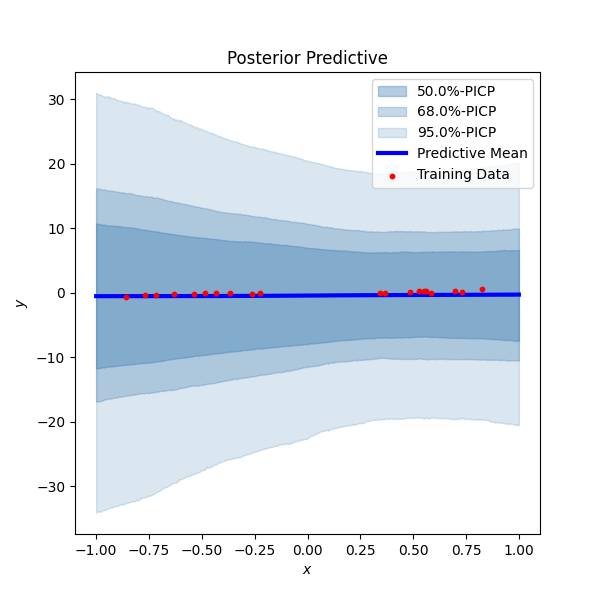 Posterior Predictive
50.0%-PICP
68.0%-PICP
95.0%-PICP
Predictive Mean
Training Data
30
20
10
0
−10
−20
−30
y
−1.00 −0.75 −0.50 −0.25 0.00 0.25 0.50 0.75 1.00
x